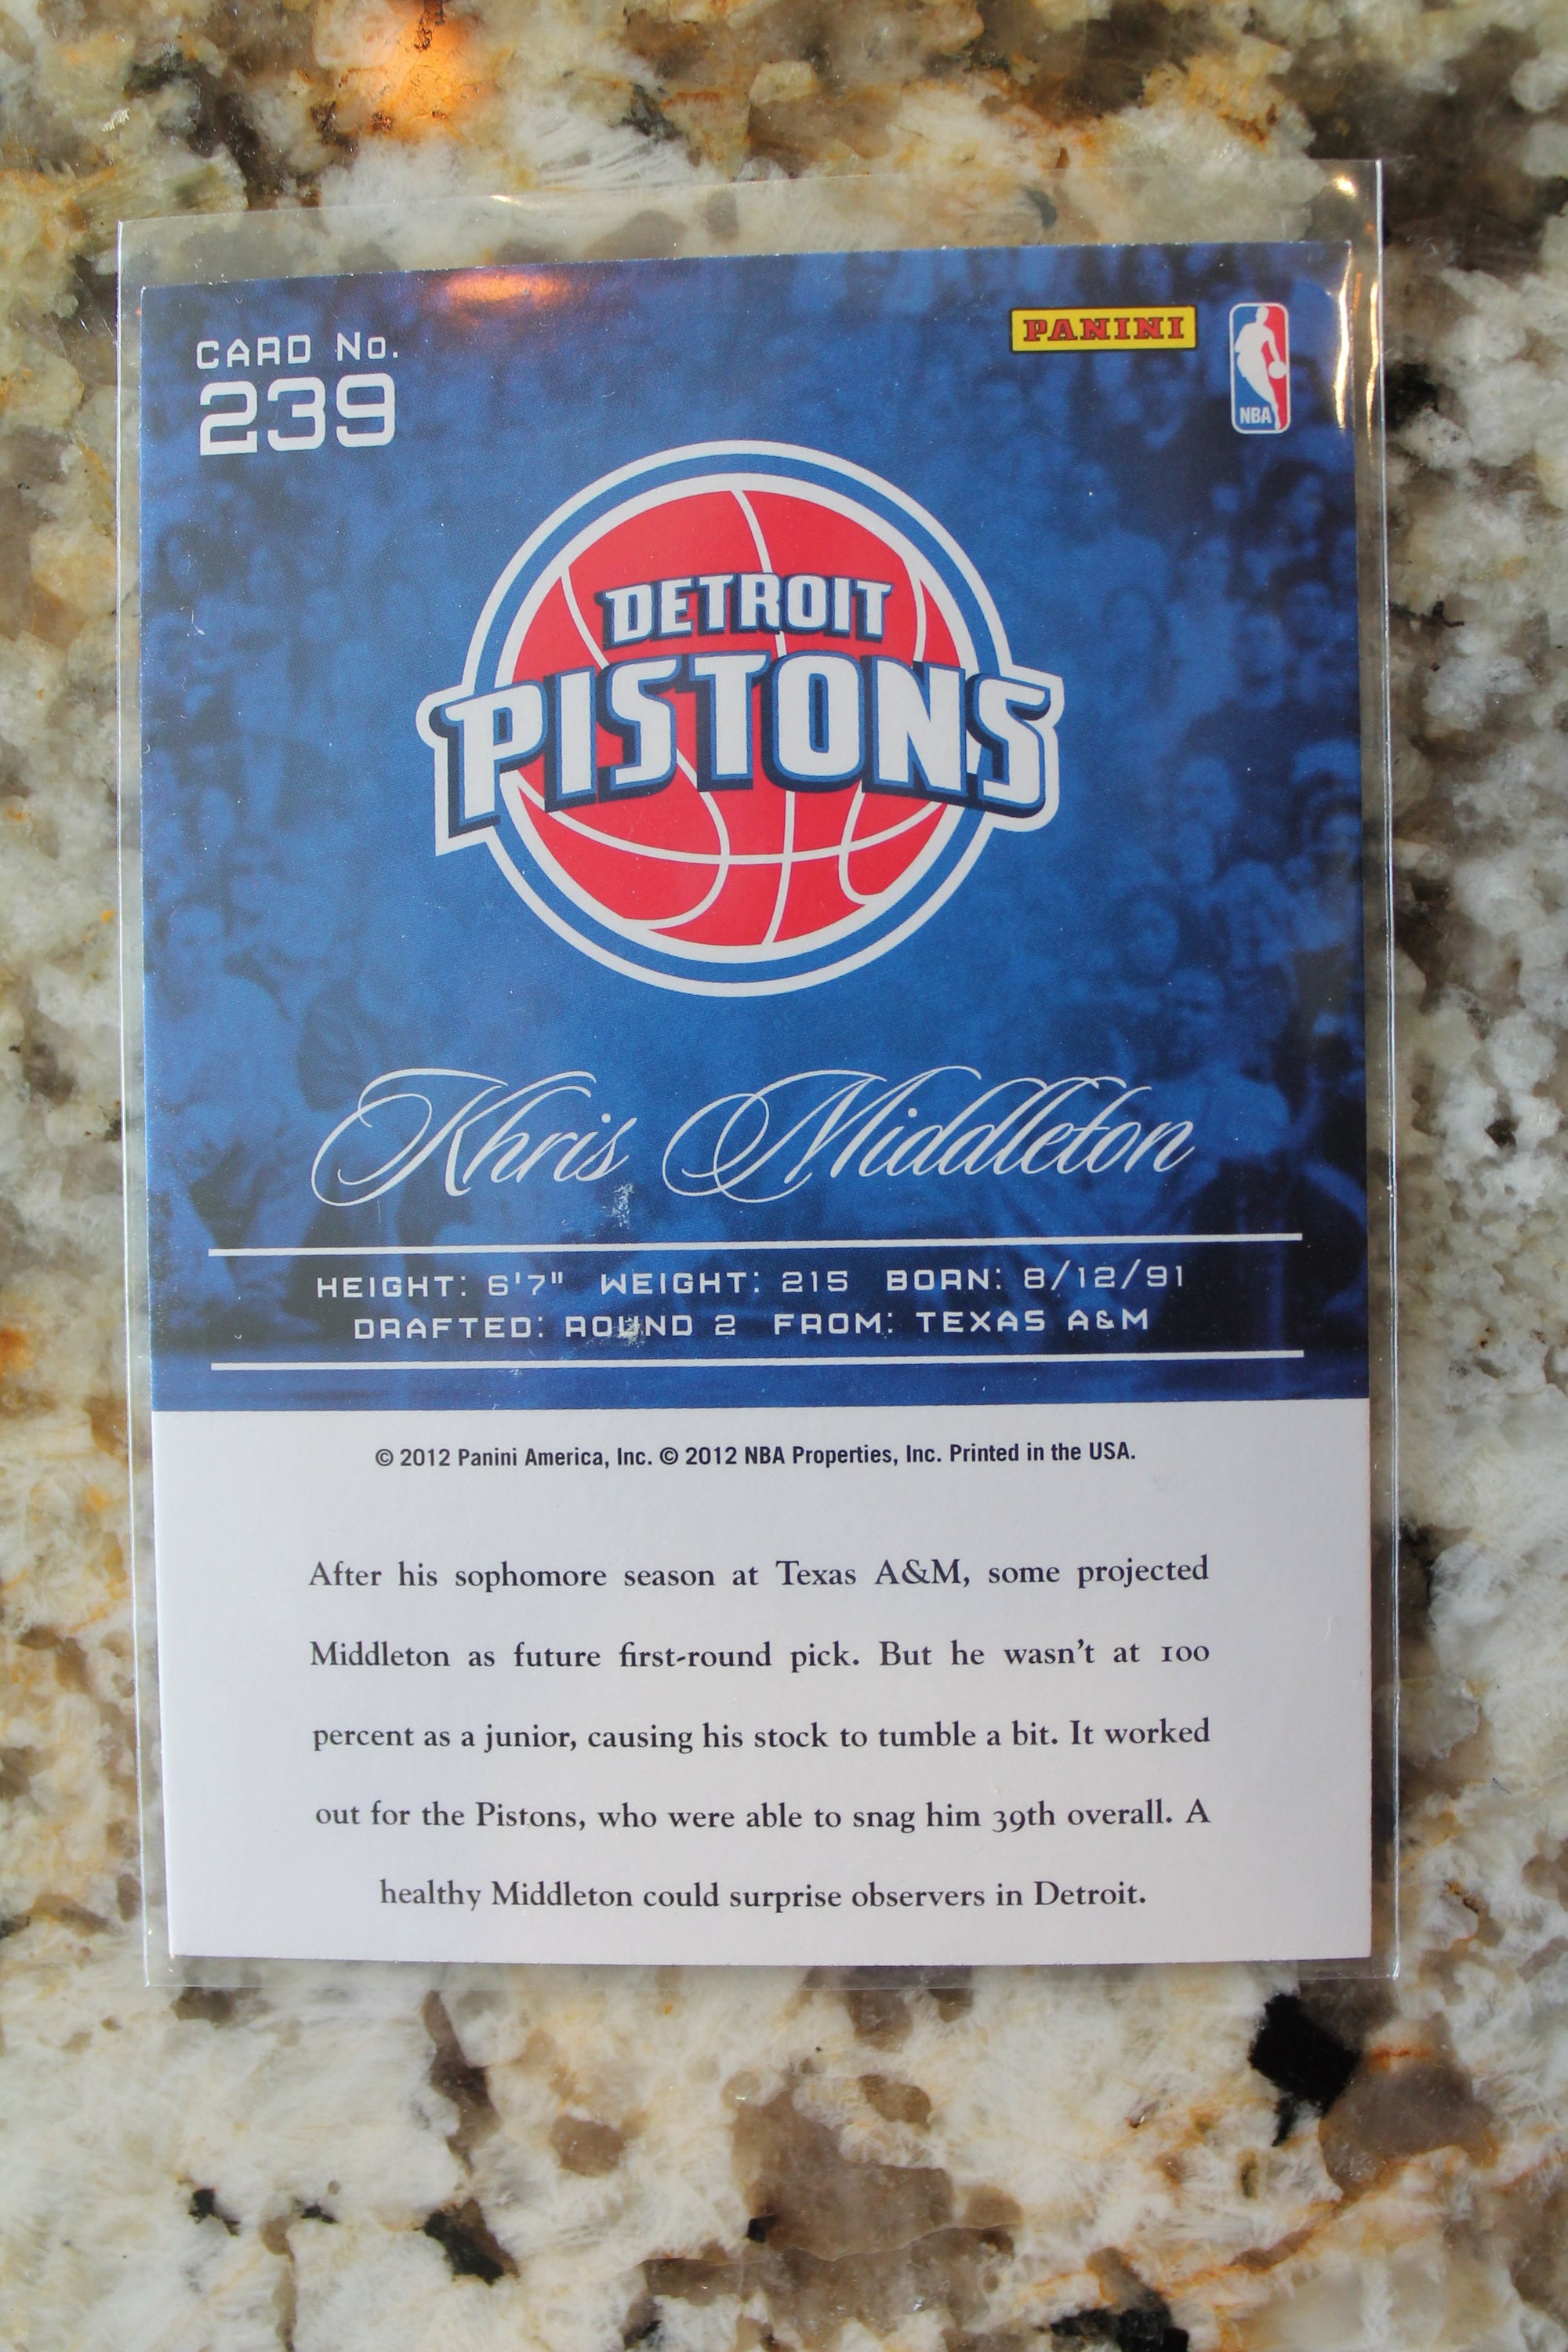 CARD No.
239
PANINI
NBA
DETROIT
PISTONS
Khris Middleton
HEIGHT: 6'7" WEIGHT: 215 BORN: 8/12/91
DRAFTED: ROUND 2 FROM: TEXAS A&M
© 2012 Panini America, Inc. © 2012 NBA Properties, Inc. Printed in the USA.
After his sophomore season at Texas A&M, some projected
Middleton as future first-round pick. But he wasn't at 100
percent as a junior, causing his stock to tumble a bit. It worked
out for the Pistons, who were able to snag him 39th overall. A
healthy Middleton could surprise observers in Detroit.